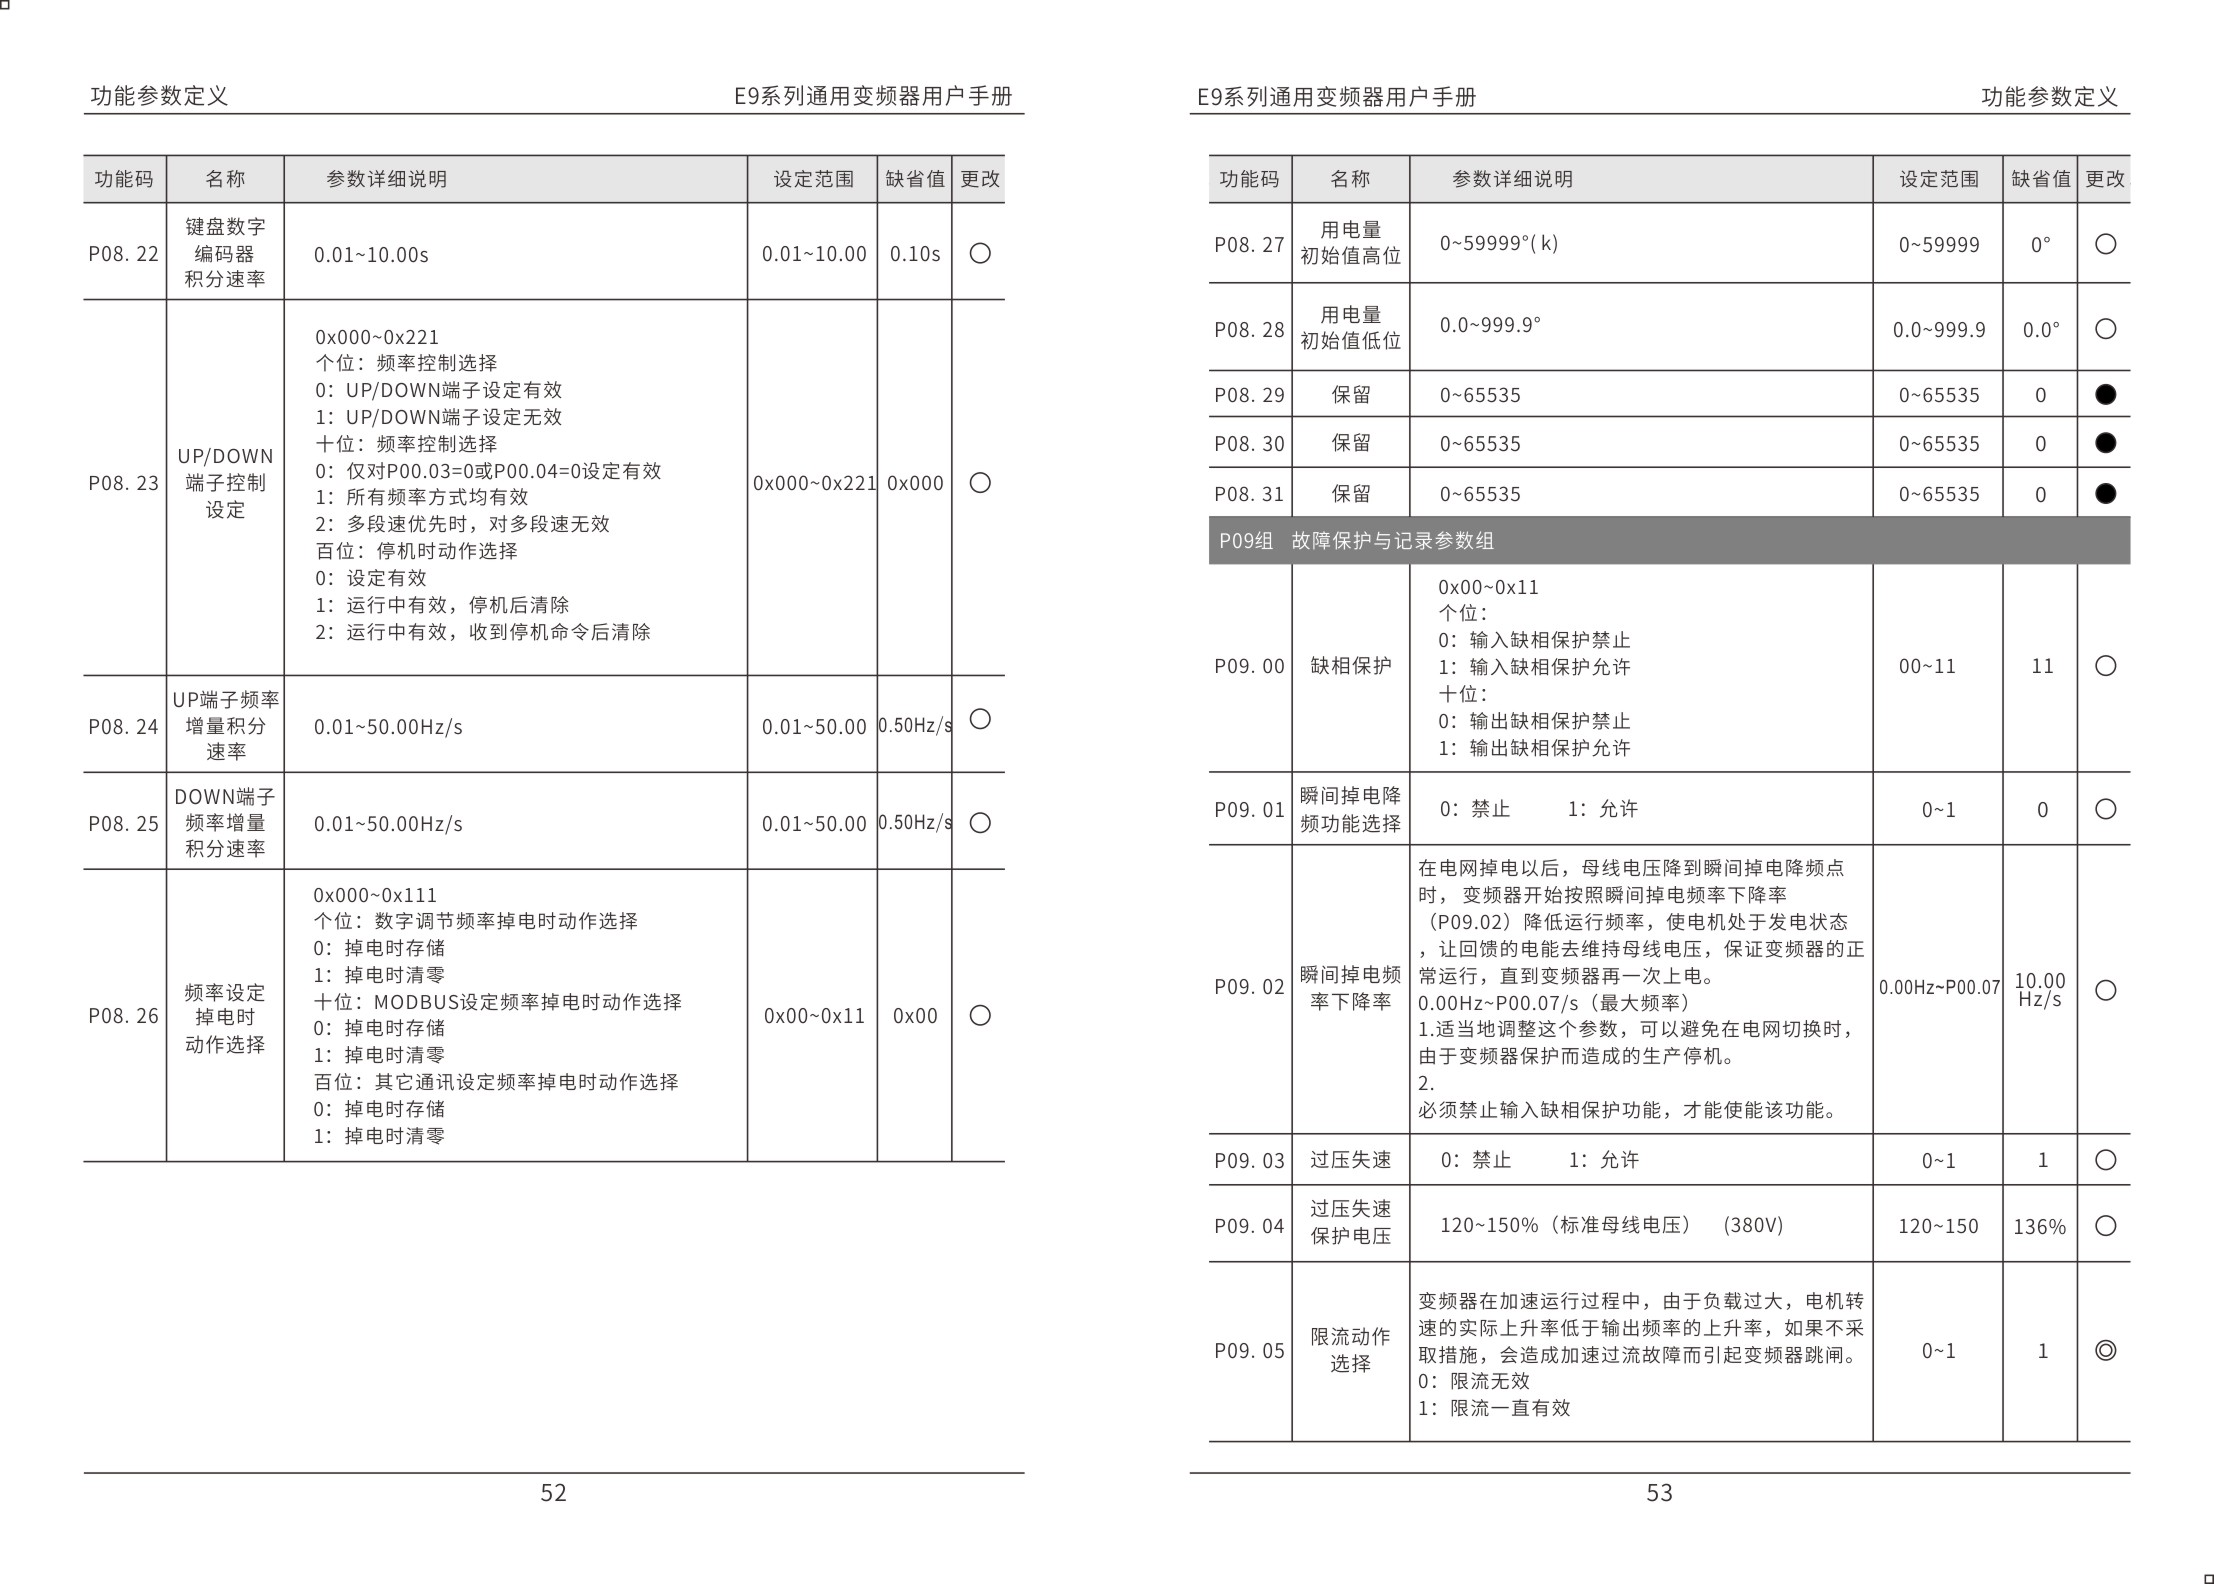 功能参数定义
E9系列通用变频器用户手册
功能码
名称
参数详细说明
设定范围
缺省值
更改
P08. 22
键盘数字
编码器
积分速率
0.01~10.00s
0.01~10.00
0.10s
○
P08. 23
UP/DOWN
端子控制
设定
0x000~0x221
个位：频率控制选择
0：UP/DOWN端子设定有效
1：UP/DOWN端子设定无效
十位：频率控制选择
0：仅对P00.03=0或P00.04=0设定有效
1：所有频率方式均有效
2：多段速优先时，对多段速无效
百位：停机时动作选择
0：设定有效
1：运行中有效，停机后清除
2：运行中有效，收到停机命令后清除
0x000~0x221
0x000
○
P08. 24
UP端子频率
增量积分
速率
0.01~50.00Hz/s
0.01~50.00
0.50Hz/s
○
P08. 25
DOWN端子
频率增量
积分速率
0.01~50.00Hz/s
0.01~50.00
0.50Hz/s
○
P08. 26
频率设定
掉电时
动作选择
0x000~0x111
个位：数字调节频率掉电时动作选择
0：掉电时存储
1：掉电时清零
十位：MODBUS设定频率掉电时动作选择
0：掉电时存储
1：掉电时清零
百位：其它通讯设定频率掉电时动作选择
0：掉电时存储
1：掉电时清零
0x00~0x11
0x00
○
52
E9系列通用变频器用户手册
功能参数定义
功能码
名称
参数详细说明
设定范围
缺省值
更改
P08. 27
用电量
初始值高位
0~59999°( k)
0~59999
0°
○
P08. 28
用电量
初始值低位
0.0~999.9°
0.0~999.9
0.0°
○
P08. 29
保留
0~65535
0~65535
0
●
P08. 30
保留
0~65535
0~65535
0
●
P08. 31
保留
0~65535
0~65535
0
●
P09组 故障保护与记录参数组
P09. 00
缺相保护
0x00~0x11
个位：
0：输入缺相保护禁止
1：输入缺相保护允许
十位：
0：输出缺相保护禁止
1：输出缺相保护允许
00~11
11
○
P09. 01
瞬间掉电降
频功能选择
0：禁止 1：允许
0~1
0
○
P09. 02
瞬间掉电频
率下降率
在电网掉电以后，母线电压降到瞬间掉电降频点
时， 变频器开始按照瞬间掉电频率下降率
（P09.02）降低运行频率，使电机处于发电状态
，让回馈的电能去维持母线电压，保证变频器的正
常运行，直到变频器再一次上电。
0.00Hz~P00.07/s（最大频率）
1.适当地调整这个参数，可以避免在电网切换时，
由于变频器保护而造成的生产停机。
2.
必须禁止输入缺相保护功能，才能使能该功能。
0.00Hz~P00.07
10.00
Hz/s
○
P09. 03
过压失速
0：禁止 1：允许
0~1
1
○
P09. 04
过压失速
保护电压
120~150%（标准母线电压） (380V)
120~150
136%
○
P09. 05
限流动作
选择
变频器在加速运行过程中，由于负载过大，电机转
速的实际上升率低于输出频率的上升率，如果不采
取措施，会造成加速过流故障而引起变频器跳闸。
0：限流无效
1：限流一直有效
0~1
1
◎
53